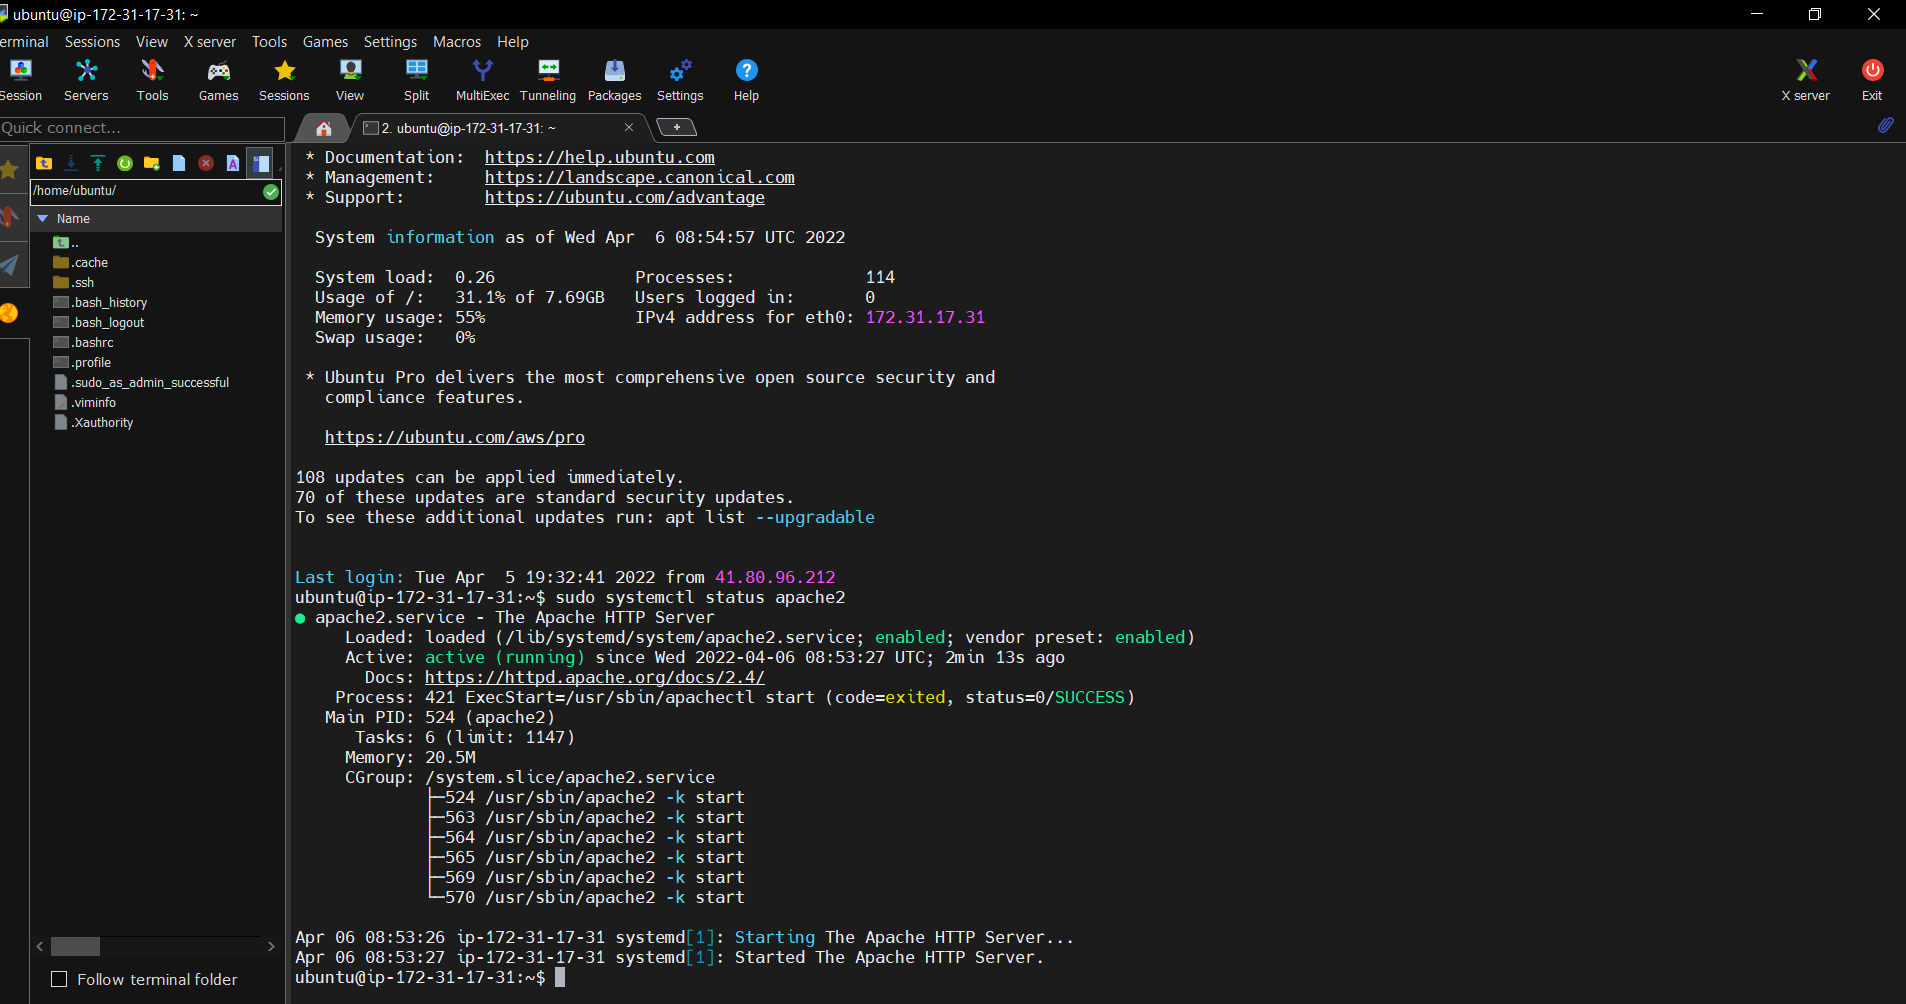 ubuntu@ip-172-31-17-31: ~
erminal Sessions View X server Tools Games Settings Macros Help
Session Servers Tools Games Sessions View Split MultiExec Tunneling Packages Settings Help X server Exit
Quick connect...
2. ubuntu@ip-172-31-17-31: ~
/home/ubuntu/
Name
..
.cache
.ssh
.bash_history
.bash_logout
.bashrc
.profile
.sudo_as_admin_successful
.viminfo
.Xauthority
Follow terminal folder
* Documentation:  https://help.ubuntu.com
* Management:     https://landscape.canonical.com
* Support:        https://ubuntu.com/advantage
System information as of Wed Apr  6 08:54:57 UTC 2022
System load:  0.26              Processes:             114
Usage of /:   31.1% of 7.69GB   Users logged in:       0
Memory usage: 55%               IPv4 address for eth0: 172.31.17.31
Swap usage:   0%
* Ubuntu Pro delivers the most comprehensive open source security and
compliance features.
https://ubuntu.com/aws/pro
108 updates can be applied immediately.
70 of these updates are standard security updates.
To see these additional updates run: apt list --upgradable
Last login: Tue Apr  5 19:32:41 2022 from 41.80.96.212
ubuntu@ip-172-31-17-31:~$ sudo systemctl status apache2
● apache2.service - The Apache HTTP Server
Loaded: loaded (/lib/systemd/system/apache2.service; enabled; vendor preset: enabled)
Active: active (running) since Wed 2022-04-06 08:53:27 UTC; 2min 13s ago
Docs: https://httpd.apache.org/docs/2.4/
Process: 421 ExecStart=/usr/sbin/apachectl start (code=exited, status=0/SUCCESS)
Main PID: 524 (apache2)
Tasks: 6 (limit: 1147)
Memory: 20.5M
CGroup: /system.slice/apache2.service
├─524 /usr/sbin/apache2 -k start
├─563 /usr/sbin/apache2 -k start
├─564 /usr/sbin/apache2 -k start
├─565 /usr/sbin/apache2 -k start
├─569 /usr/sbin/apache2 -k start
└─570 /usr/sbin/apache2 -k start
Apr 06 08:53:26 ip-172-31-17-31 systemd[1]: Starting The Apache HTTP Server...
Apr 06 08:53:27 ip-172-31-17-31 systemd[1]: Started The Apache HTTP Server.
ubuntu@ip-172-31-17-31:~$